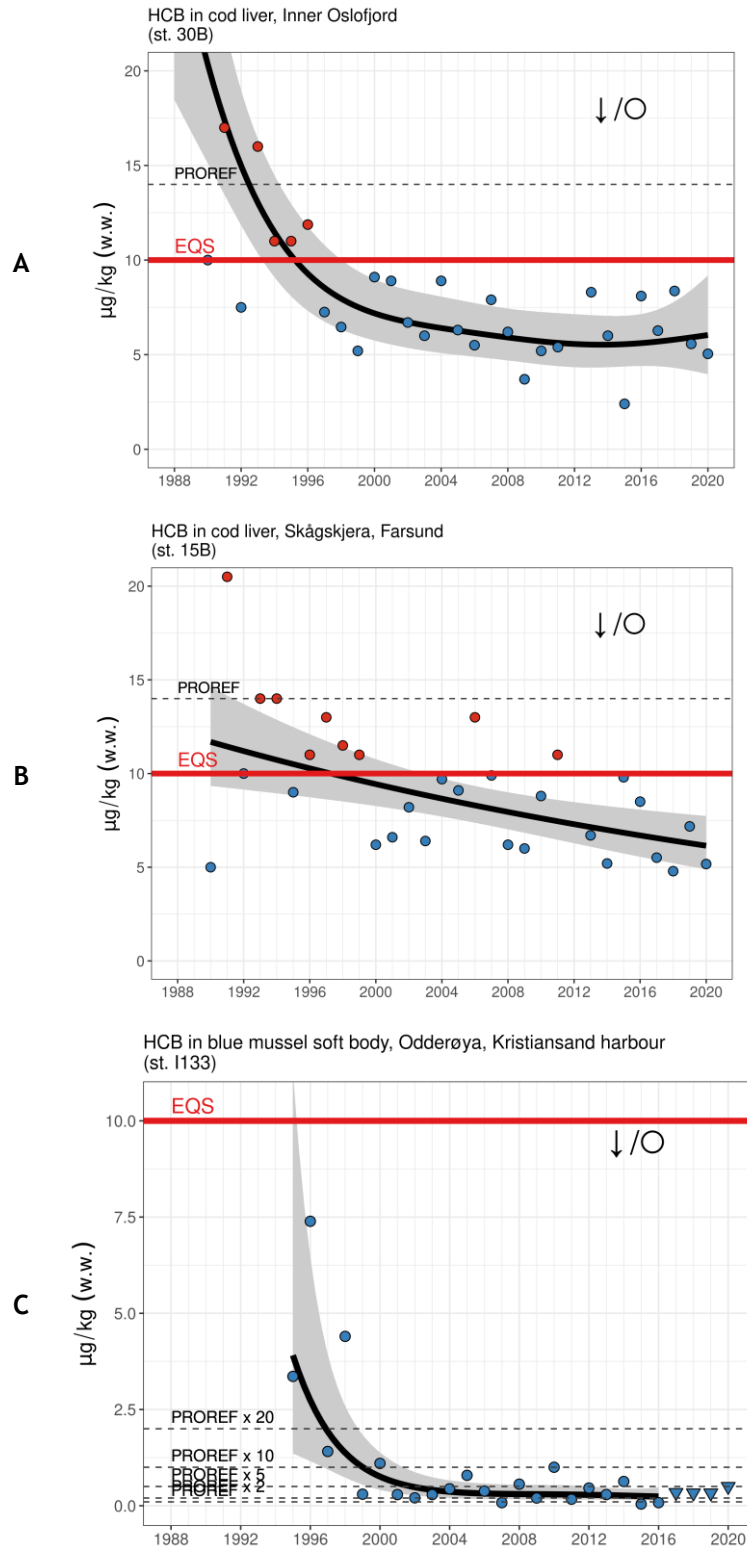 HCB in cod liver, Inner Oslofjord
(st. 30B)
20
15
10
5
0
PROREF
EQS
↓/○
µg/kg (w.w.)
A
1988 1992 1996 2000 2004 2008 2012 2016 2020
HCB in cod liver, Skågskjera, Farsund
(st. 15B)
20
15
10
5
0
PROREF
EQS
↓/○
µg/kg (w.w.)
B
1988 1992 1996 2000 2004 2008 2012 2016 2020
HCB in blue mussel soft body, Odderøya, Kristiansand harbour
(st. I133)
10.0
7.5
5.0
2.5
0.0
EQS
↓/○
µg/kg (w.w.)
C
PROREF x 20
PROREF x 10
PROREF x 5
PROREF x 2
PROREF
1988 1992 1996 2000 2004 2008 2012 2016 2020